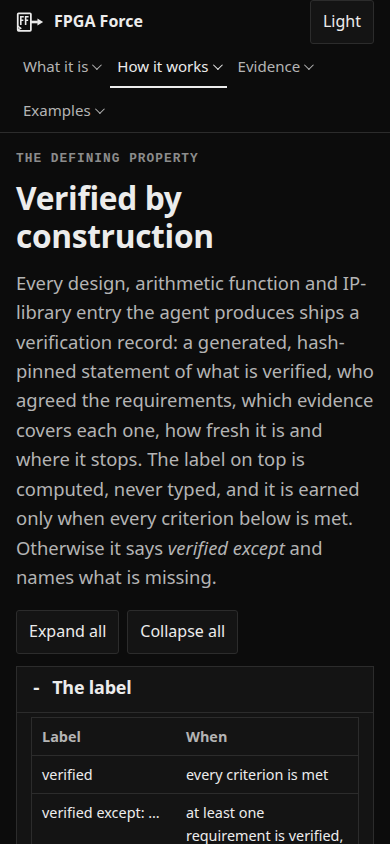 FF FPGA Force
Light
What it is How it works Evidence
Examples
THE DEFINING PROPERTY
Verified by
construction
Every design, arithmetic function and IP-
library entry the agent produces ships a
verification record: a generated, hash-
pinned statement of what is verified, who
agreed the requirements, which evidence
covers each one, how fresh it is and
where it stops. The label on top is
computed, never typed, and it is earned
only when every criterion below is met.
Otherwise it says verified except and
names what is missing.
Expand all Collapse all
- The label
Label When
verified every criterion is met
verified except: ... at least one
requirement is verified,